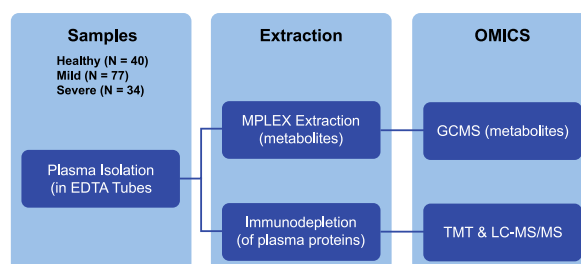 Samples
Healthy (N = 40)
Mild (N = 77)
Severe (N = 34)
Plasma Isolation
(in EDTA Tubes
Extraction
MPLEX Extraction
(metabolites)
Immunodepletion
(of plasma proteins)
OMICS
GCMS (metabolites)
TMT & LC-MS/MS